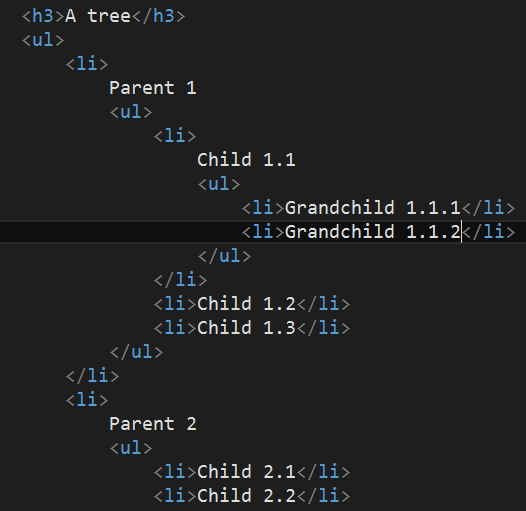 <h3>A tree</h3>
<ul>
    <li>
        Parent 1
        <ul>
            <li>
                Child 1.1
                <ul>
                    <li>Grandchild 1.1.1</li>
                    <li>Grandchild 1.1.2</li>
                </ul>
            </li>
            <li>Child 1.2</li>
            <li>Child 1.3</li>
        </ul>
    </li>
    <li>
        Parent 2
        <ul>
            <li>Child 2.1</li>
            <li>Child 2.2</li>